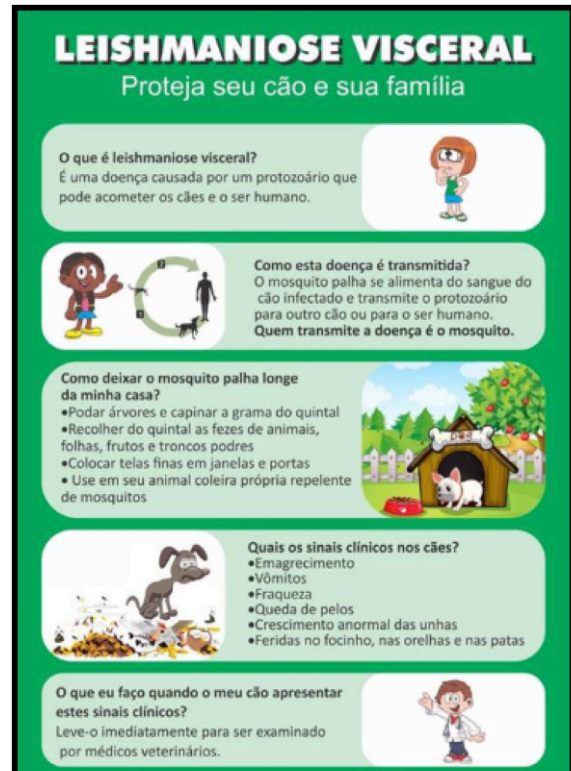 LEISHMANIOSE VISCERAL
Proteja seu cão e sua família
O que é leishmaniose visceral?
É uma doença causada por um protozoário que
pode acometer os cães e o ser humano.
Como esta doença é transmitida?
O mosquito palha se alimenta do sangue do
cão infectado e transmite o protozoário
para outro cão ou para o ser humano.
Quem transmite a doença é o mosquito.
Como deixar o mosquito palha longe
da minha casa?
•Podar árvores e capinar a grama do quintal
•Recolher do quintal as fezes de animais,
folhas, frutos e troncos podres
•Colocar telas finas em janelas e portas
• Use em seu animal coleira própria repelente
de mosquitos
DOG
Quais os sinais clínicos nos cães?
•Emagrecimento
•Vômitos
•Fraqueza
•Queda de pelos
•Crescimento anormal das unhas
•Feridas no focinho, nas orelhas e nas patas
O que eu faço quando o meu cão apresentar
estes sinais clínicos?
Leve-o imediatamente para ser examinado
por médicos veterinários.